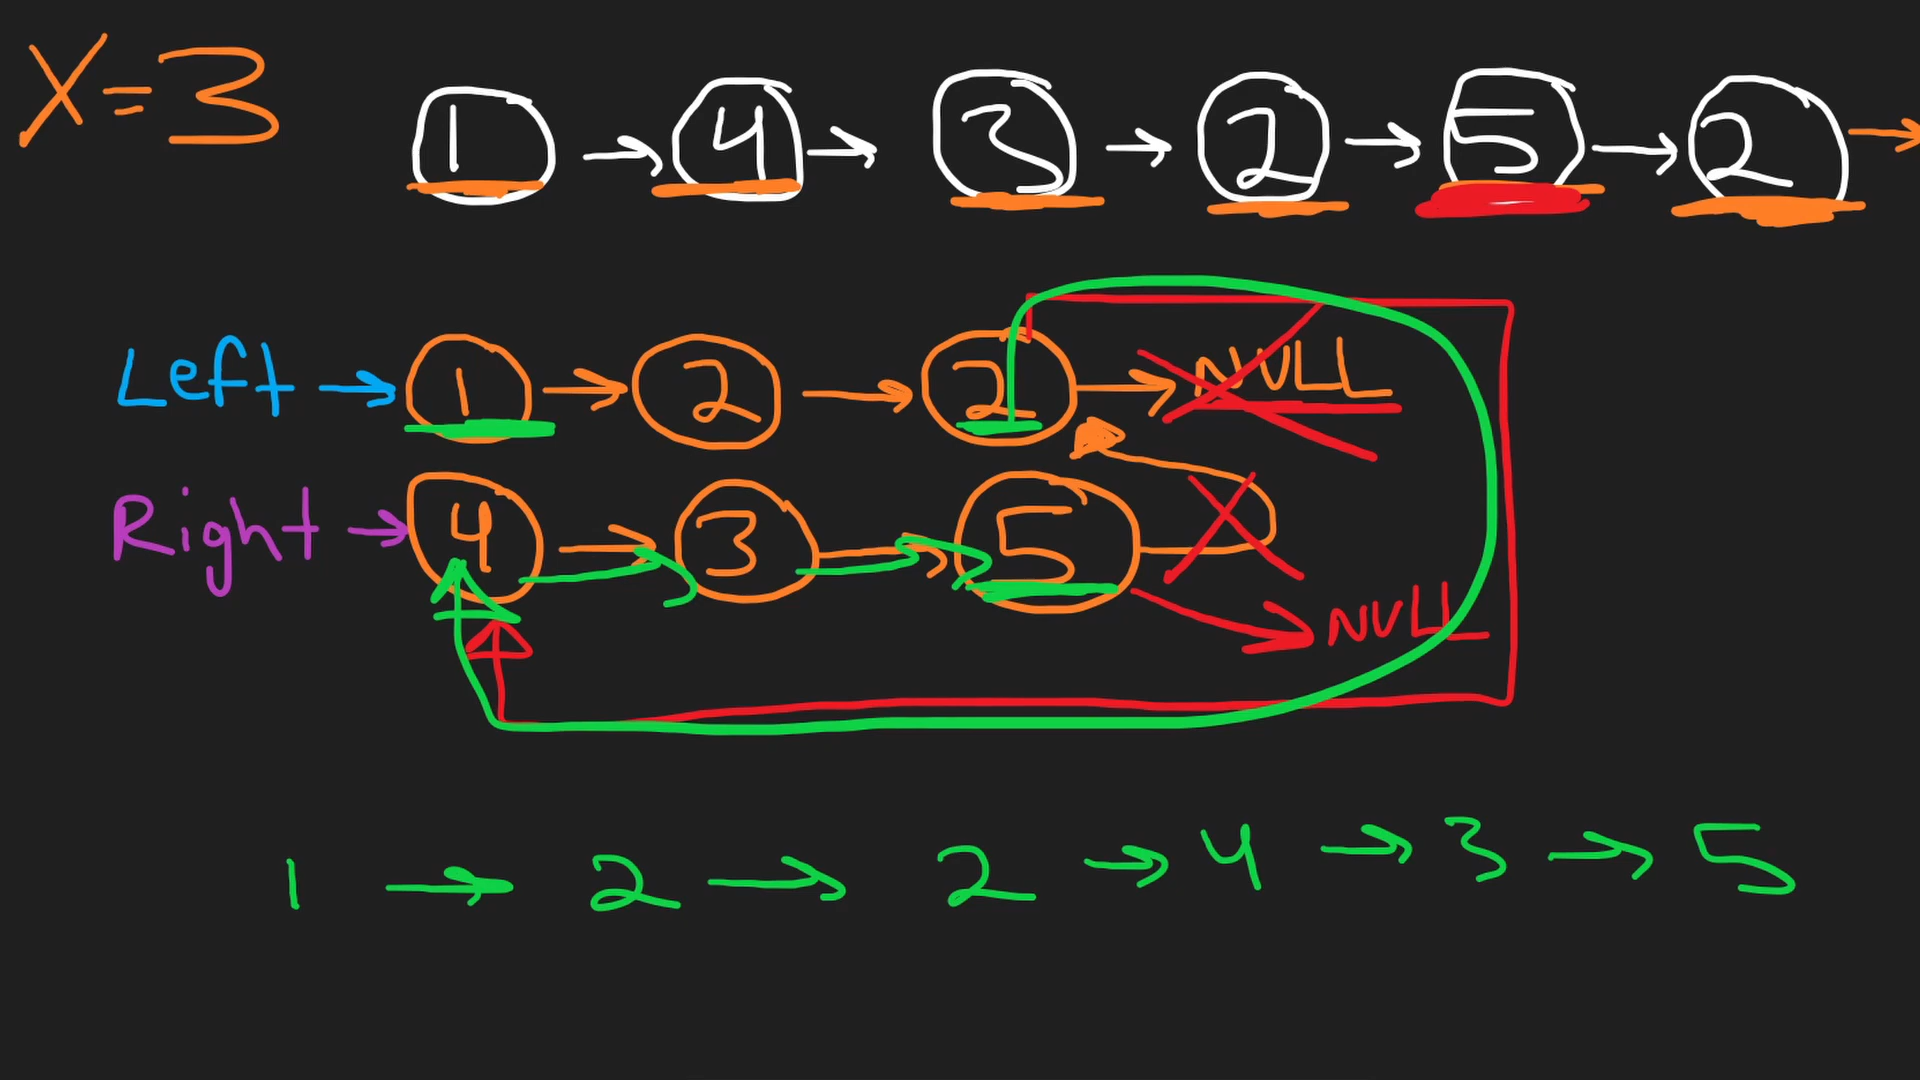 X=3
1 → 4 → 3 → 2 → 5 → 2 →
Left → 1 → 2 → 2 → NULL
Right → 4 → 3 → 5
NULL
1 → 2 → 2 → 4 → 3 → 5